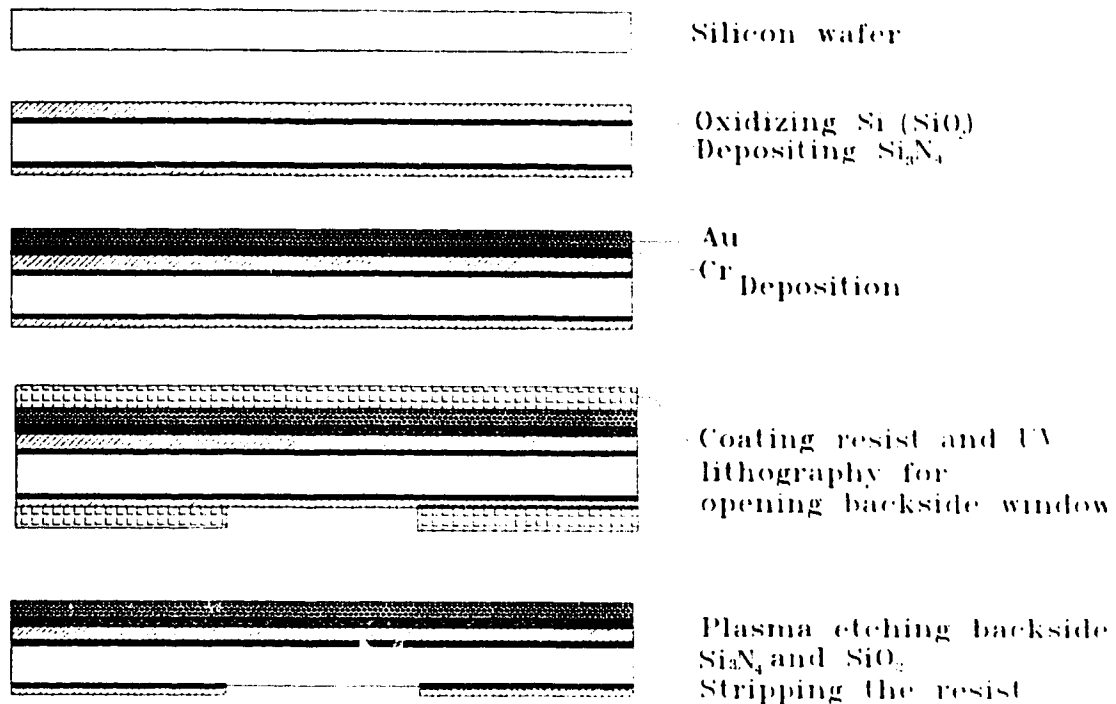 Silicon wafer
Oxidizing Si (SiO₂)
Depositing Si₃N₄
Au
Cr
Deposition
Coating resist and UV
lithography for
opening backside window
Plasma etching backside
Si₃N₄ and SiO₂
Stripping the resist